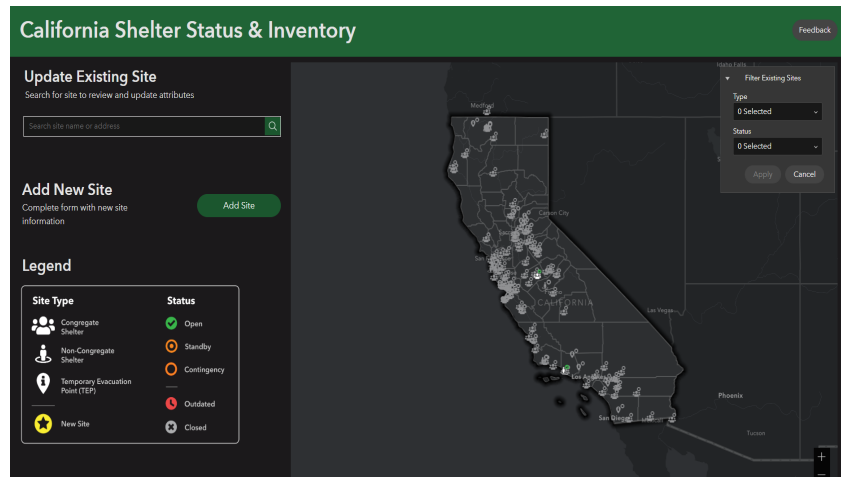 California Shelter Status & Inventory
Feedback
Update Existing Site
Search for site to review and update attributes
Search site name or address
Add New Site
Complete form with new site
information
Add Site
Legend
Site Type
Status
Congregate
Shelter
Open
Non-Congregate
Shelter
Standby
Temporary Evacuation
Point (TEP)
Contingency
Outdated
New Site
Closed
Idaho Falls
Filter Existing Sites
Type
0 Selected
Status
0 Selected
Apply
Cancel
Medford
Carson City
San
CALIFORNIA
Las Vegas
Los Angeles
San Diego
Phoenix
Tucson
+
−